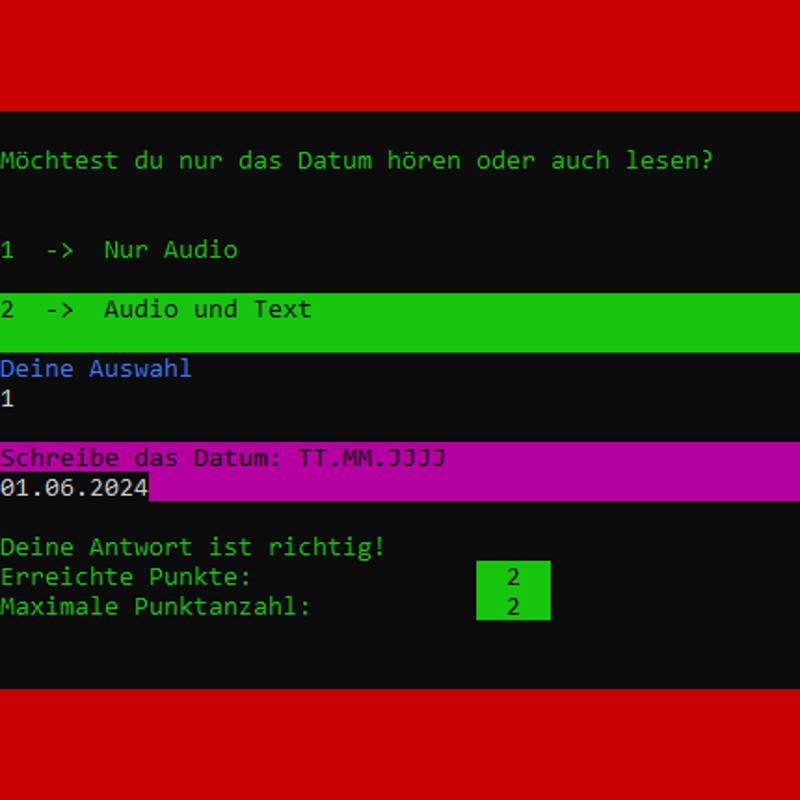 Möchtest du nur das Datum hören oder auch lesen?
1 -> Nur Audio
2 -> Audio und Text
Deine Auswahl
1
Schreibe das Datum: TT.MM.JJJJ
01.06.2024
Deine Antwort ist richtig!
Erreichte Punkte: 2
Maximale Punktanzahl: 2